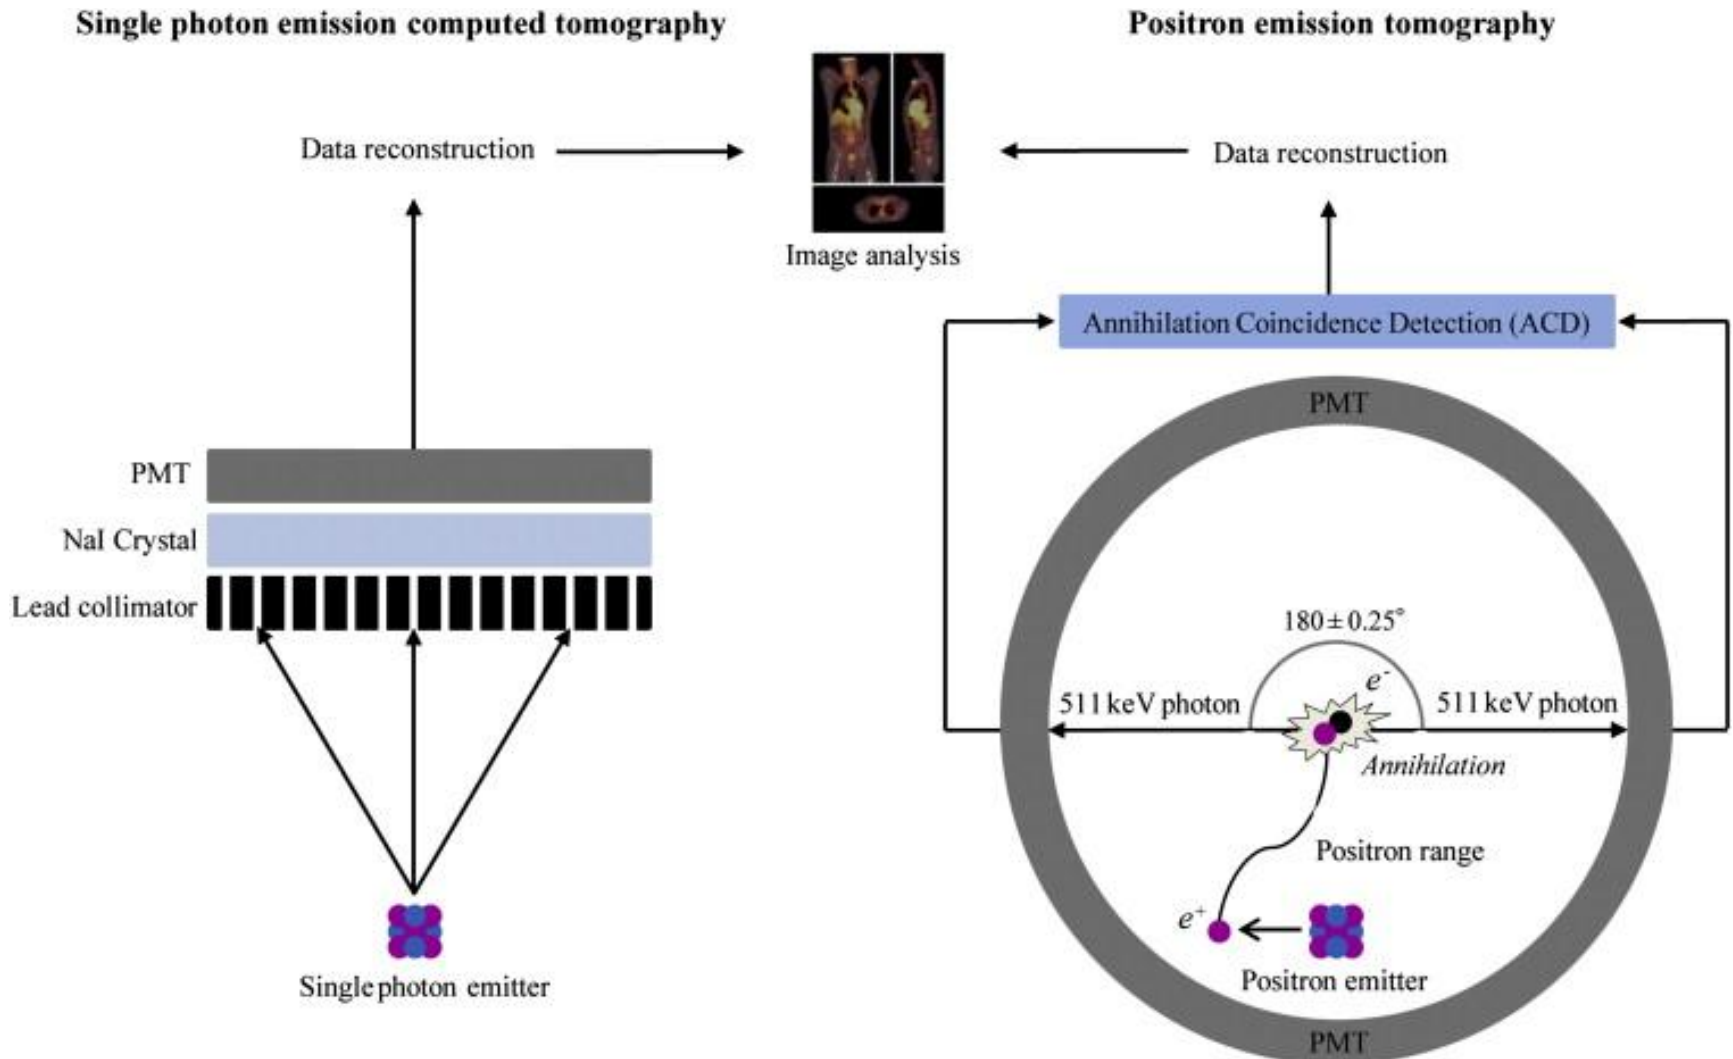 Single photon emission computed tomography
Positron emission tomography
Data reconstruction
Data reconstruction
Image analysis
Annihilation Coincidence Detection (ACD)
PMT
PMT
NaI Crystal
Lead collimator
180 ± 0.25°
e-
511 keV photon
511 keV photon
Annihilation
Positron range
e+
Single photon emitter
Positron emitter
PMT